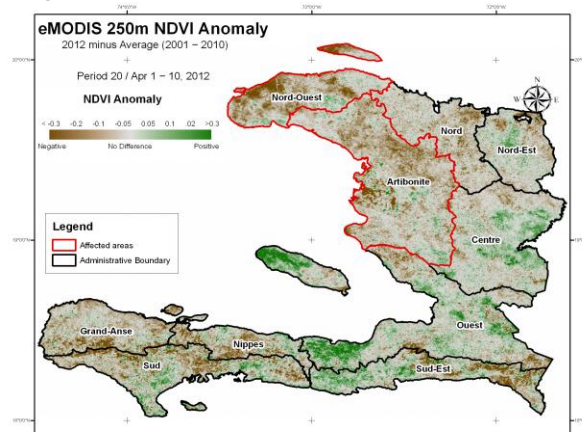 eMODIS 250m NDVI Anomaly
2012 minus Average (2001 – 2010)
Period 20 / Apr 1 – 10, 2012
NDVI Anomaly
< -0.3 -0.2 -0.1 -0.05 0.05 0.1 0.2 >0.3
Nagative No Difference Positive
Legend
Affected areas
Administrative Boundary
N
W E
S
Nord-Ouest
Nord
Nord-Est
Artibonite
Centre
Ouest
Grand-Anse
Nippes
Sud
Sud-Est